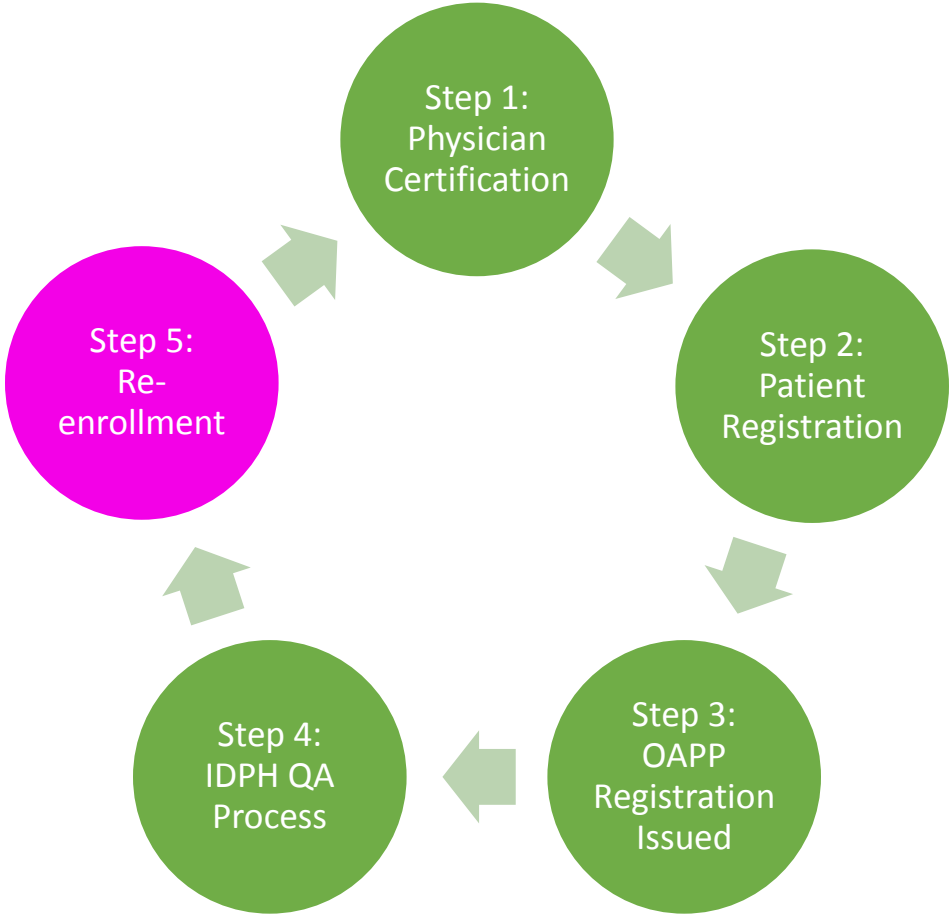 Step 1:
Physician
Certification
Step 2:
Patient
Registration
Step 3:
OAPP
Registration
Issued
Step 4:
IDPH QA
Process
Step 5:
Re-
enrollment